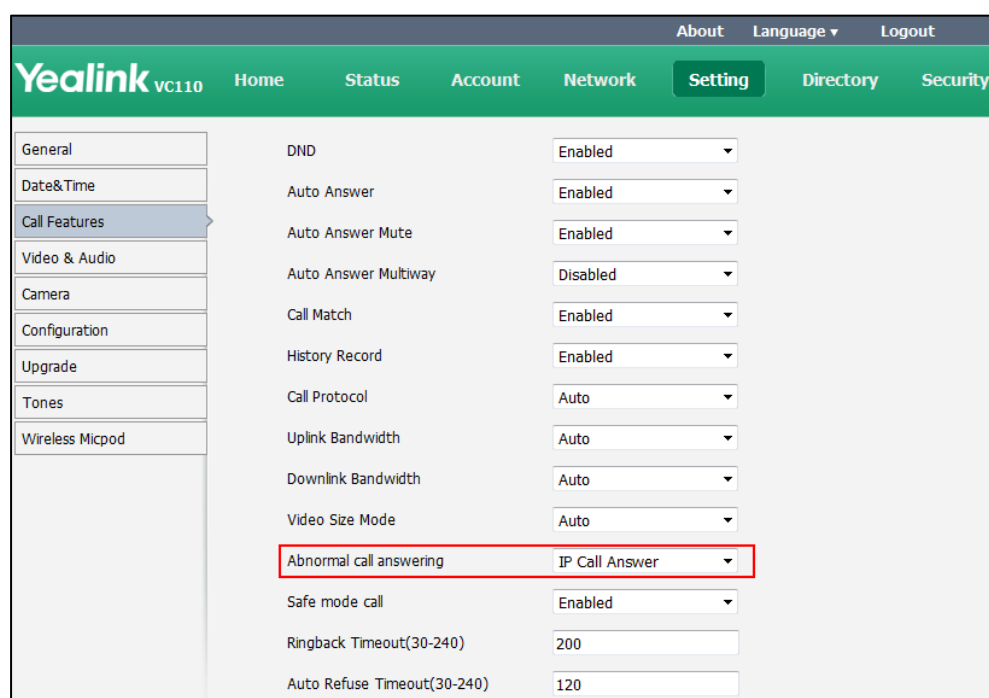 About Language ▾ Logout
Yealink VC110 Home Status Account Network Setting Directory Security
General
Date&Time
Call Features
Video & Audio
Camera
Configuration
Upgrade
Tones
Wireless Micpod
DND Enabled
Auto Answer Enabled
Auto Answer Mute Enabled
Auto Answer Multiway Disabled
Call Match Enabled
History Record Enabled
Call Protocol Auto
Uplink Bandwidth Auto
Downlink Bandwidth Auto
Video Size Mode Auto
Abnormal call answering IP Call Answer
Safe mode call Enabled
Ringback Timeout(30-240) 200
Auto Refuse Timeout(30-240) 120